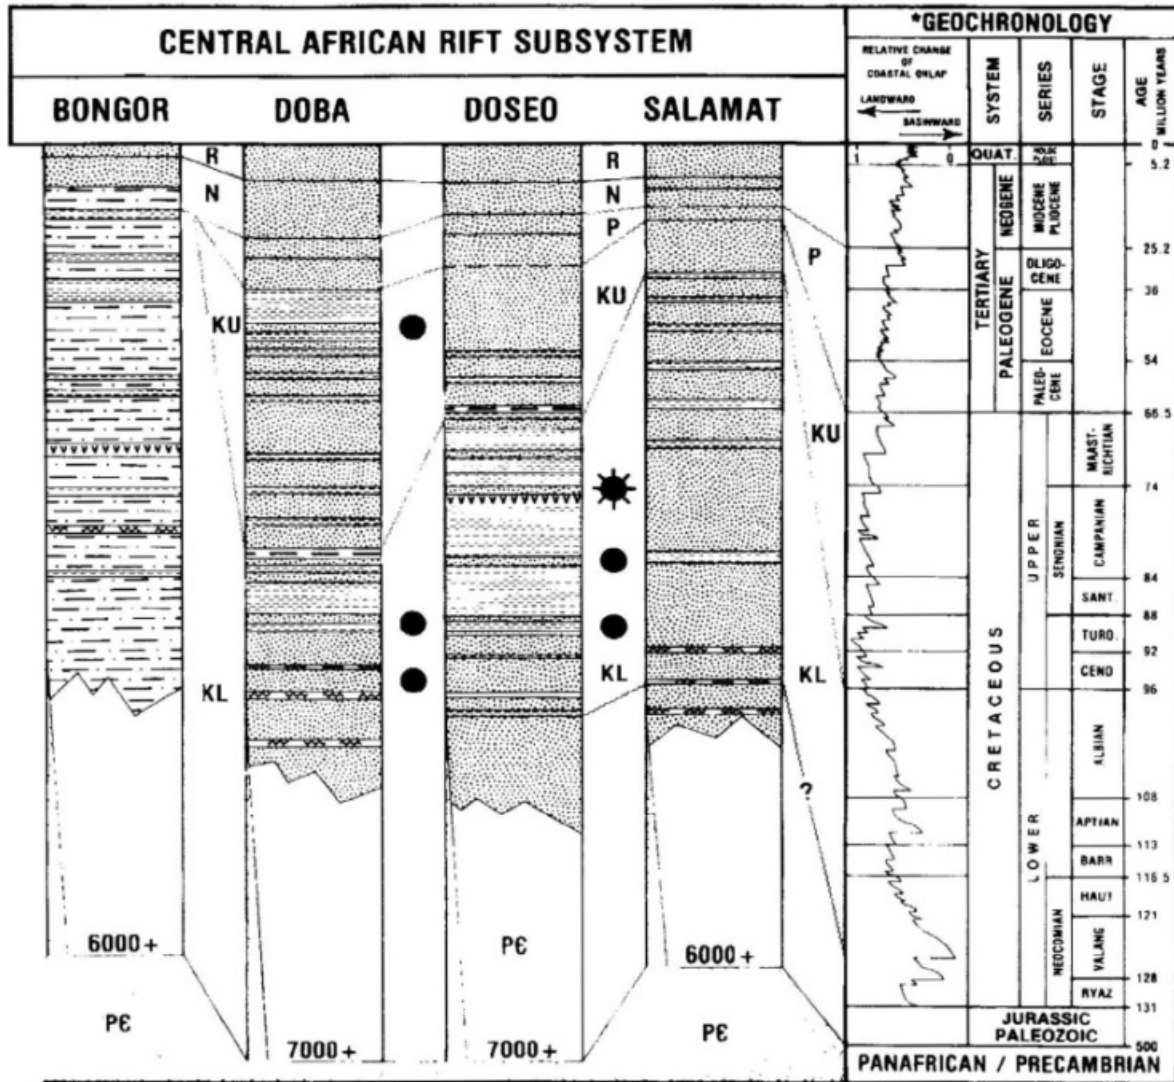 CENTRAL AFRICAN RIFT SUBSYSTEM
BONGOR
DOBA
DOSEO
SALAMAT
*GEOCHRONOLOGY
RELATIVE CHANGE
OF
COASTAL ONLAP
LANDWARD
BASINWARD
1
0
SYSTEM
SERIES
STAGE
AGE
MILLION YEARS
R
N
KU
KL
R
N
P
KU
KL
P
KU
KL
?
6000 +
7000 +
7000 +
6000 +
P€
P€
P€
QUAT.
TERTIARY
NEOGENE
PALEOGENE
MIOCENE
PLIOCENE
OLIGO-
CENE
EOCENE
PALEO-
CENE
CRETACEOUS
UPPER
LOWER
SENONIAN
NEOCOMIAN
MAAST-
RICHTIAN
CAMPANIAN
SANT.
TURO.
CENO
ALBIAN
APTIAN
BARR
HAUT
VALANG
RYAZ
0
5.2
25.2
36
54
66.5
74
84
88
92
96
108
113
116.5
121
128
131
500
JURASSIC
PALEOZOIC
PANAFRICAN / PRECAMBRIAN